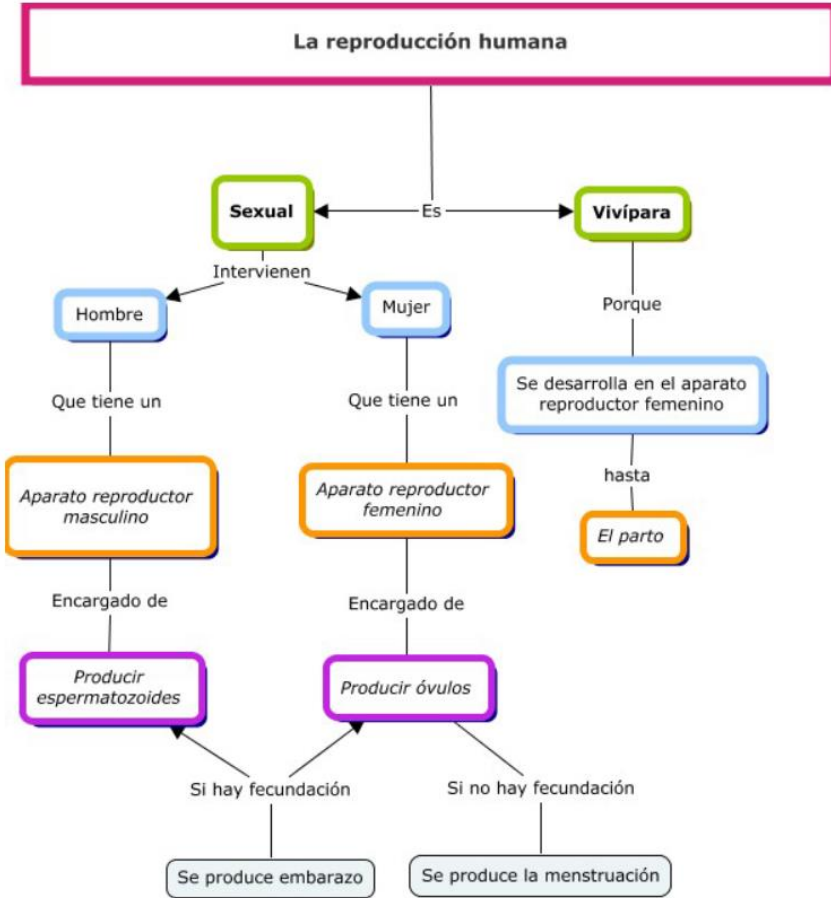 La reproducción humana
Sexual
Es
Vivípara
Intervienen
Hombre
Mujer
Porque
Que tiene un
Que tiene un
Se desarrolla en el aparato
reproductor femenino
Aparato reproductor
masculino
Aparato reproductor
femenino
hasta
El parto
Encargado de
Encargado de
Producir
espermatozoides
Producir óvulos
Si hay fecundación
Si no hay fecundación
Se produce embarazo
Se produce la menstruación